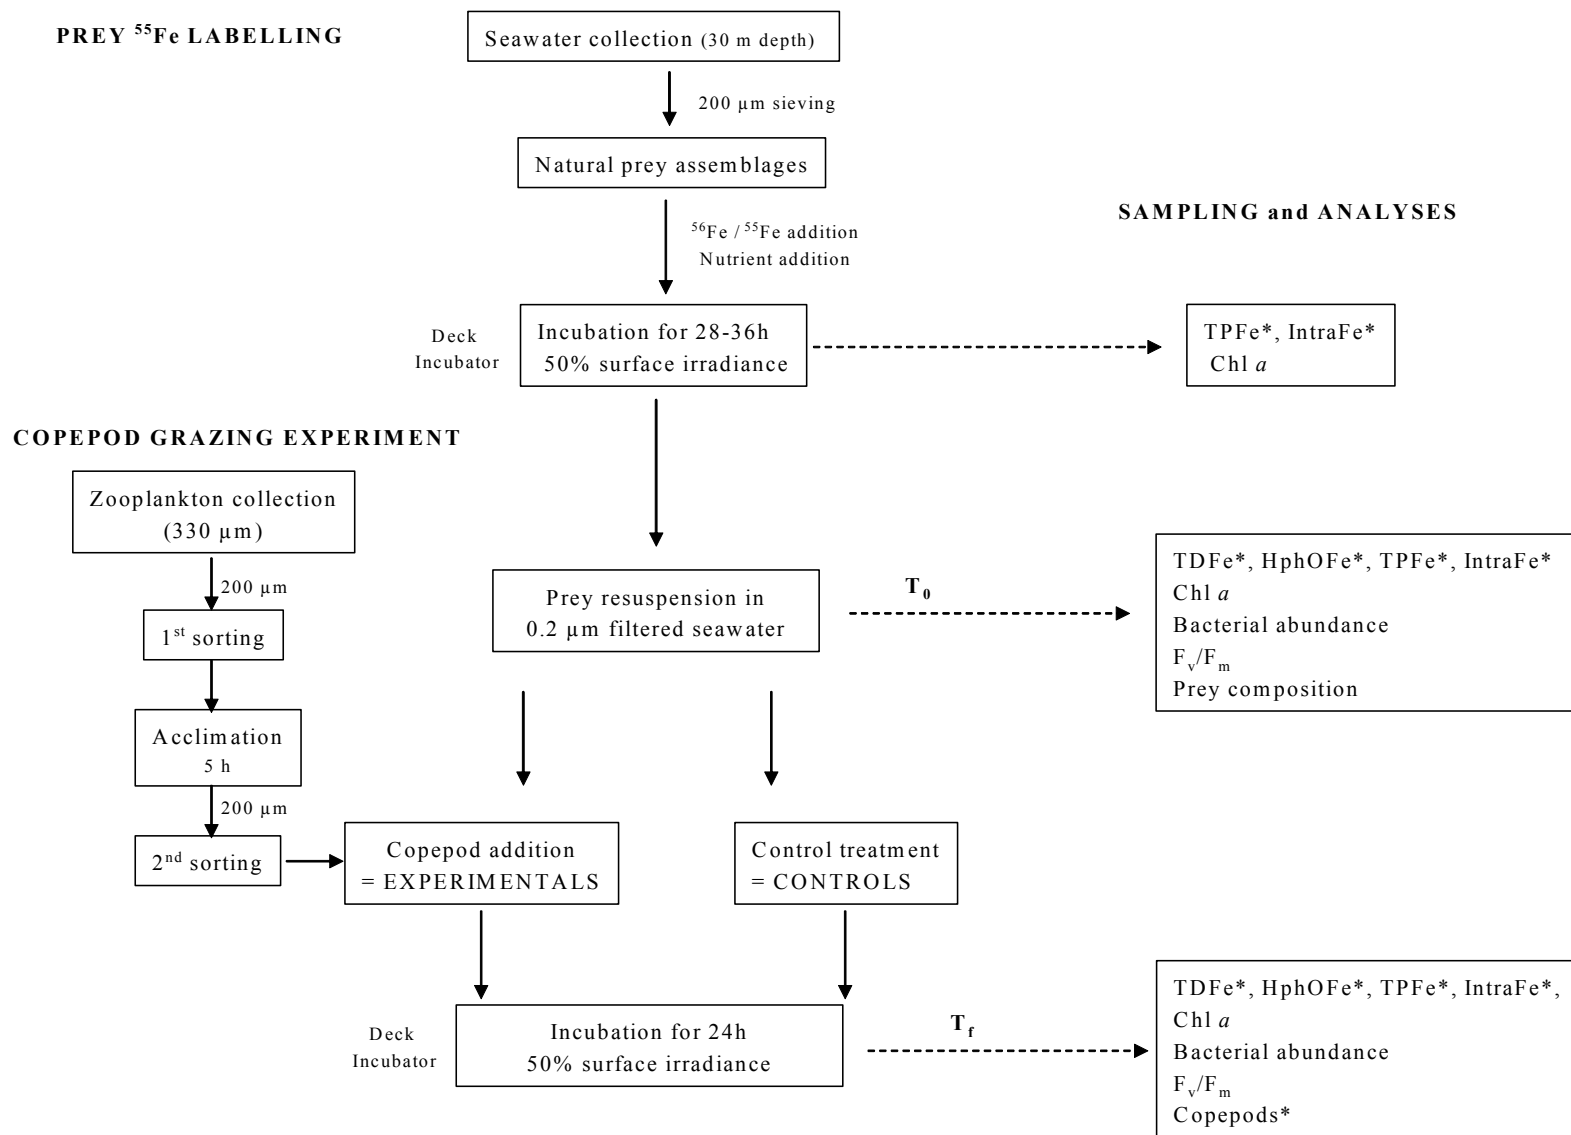 PREY ⁵⁵Fe LABELLING
Seawater collection (30 m depth)
200 µm sieving
Natural prey assemblages
⁵⁶Fe / ⁵⁵Fe addition
Nutrient addition
SAMPLING and ANALYSES
Deck
Incubator
Incubation for 28-36h
50% surface irradiance
TPFe*, IntraFe*
Chl a
COPEPOD GRAZING EXPERIMENT
Zooplankton collection
(330 µm)
200 µm
1st sorting
Acclimation
5 h
200 µm
2nd sorting
Prey resuspension in
0.2 µm filtered seawater
T₀
TDFe*, HphOFe*, TPFe*, IntraFe*
Chl a
Bacterial abundance
Fv/Fm
Prey composition
Copepod addition
= EXPERIMENTALS
Control treatment
= CONTROLS
Deck
Incubator
Incubation for 24h
50% surface irradiance
Tf
TDFe*, HphOFe*, TPFe*, IntraFe*,
Chl a
Bacterial abundance
Fv/Fm
Copepods*